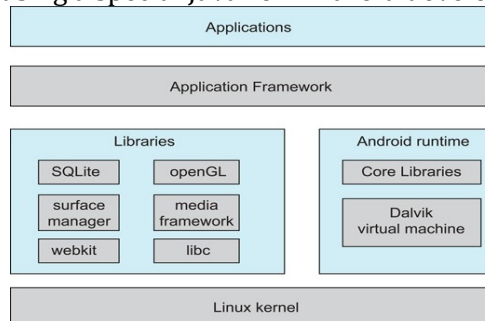 Applications
Application Framework
Libraries
Android runtime
SQLite
openGL
Core Libraries
surface
manager
media
framework
Dalvik
virtual machine
webkit
libc
Linux kernel